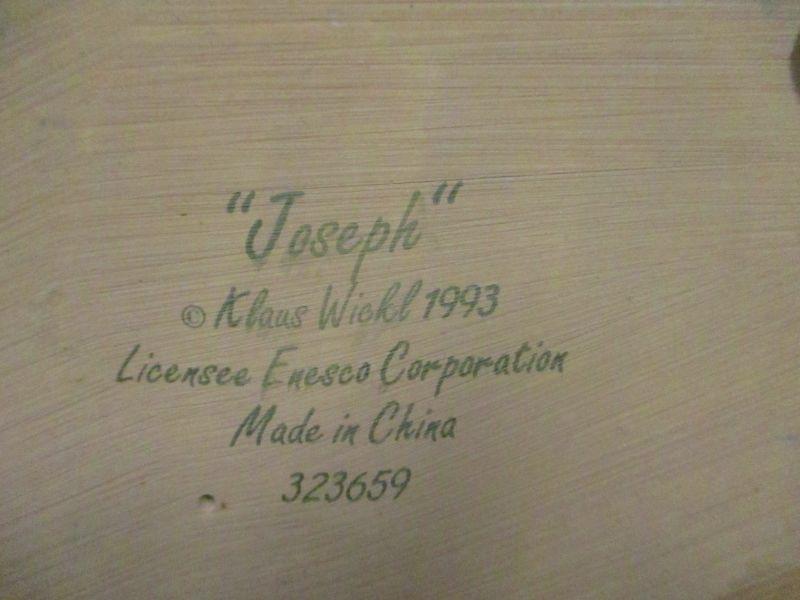 "Joseph"
© Klaus Wickl 1993
Licensee Enesco Corporation
Made in China
323659